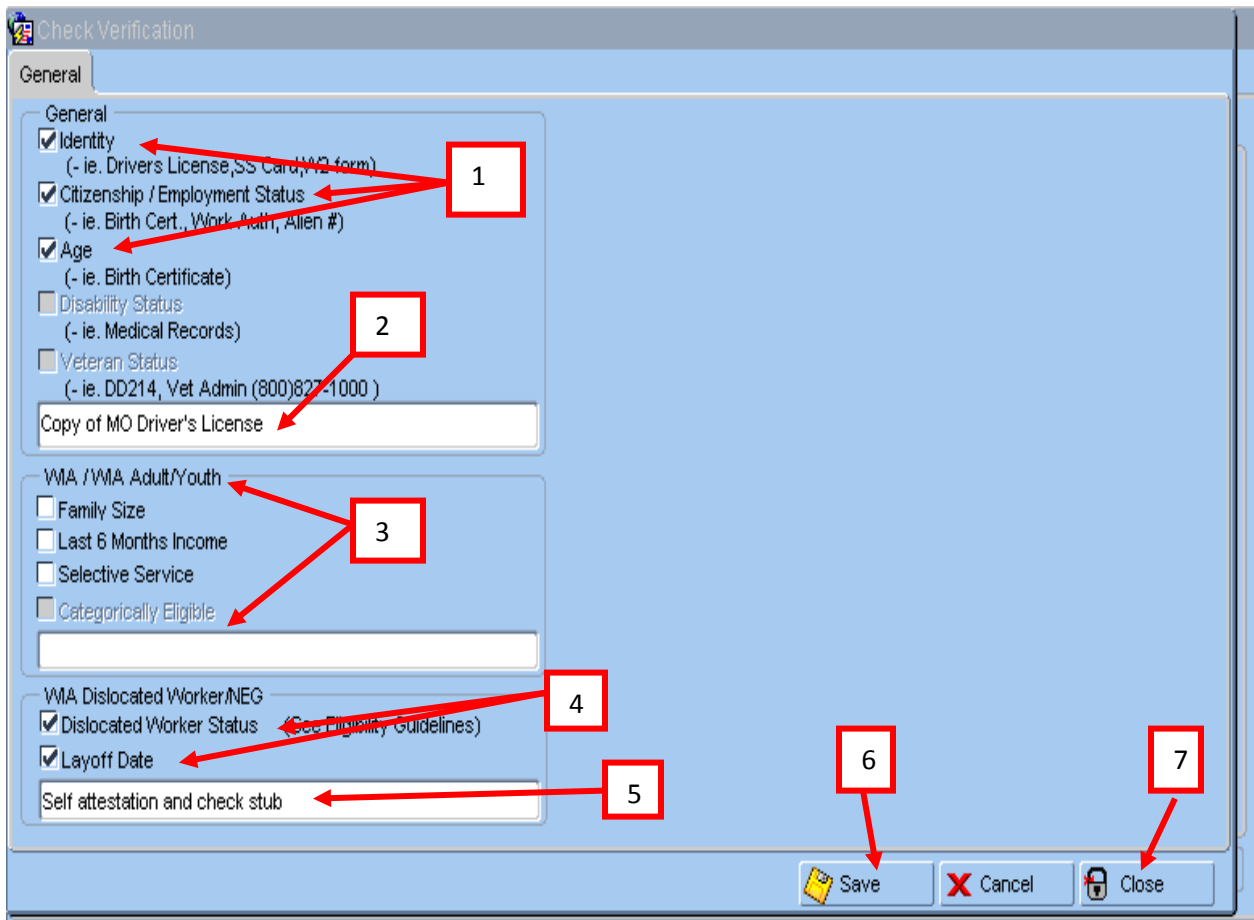 Check Verification
General
General
Identity
(- ie. Drivers License,SS Card,W2 form)
1
Citizenship / Employment Status
(- ie. Birth Cert., Work Auth, Alien #)
Age
(- ie. Birth Certificate)
Disability Status
(- ie. Medical Records)
2
Veteran Status
(- ie. DD214, Vet Admin (800)827-1000 )
Copy of MO Driver's License
WIA / WIA Adult/Youth
Family Size
Last 6 Months Income
3
Selective Service
Categorically Eligible
WIA Dislocated Worker/NEG
4
Dislocated Worker Status (See Eligibility Guidelines)
Layoff Date
6
7
Self attestation and check stub
5
Save
Cancel
Close